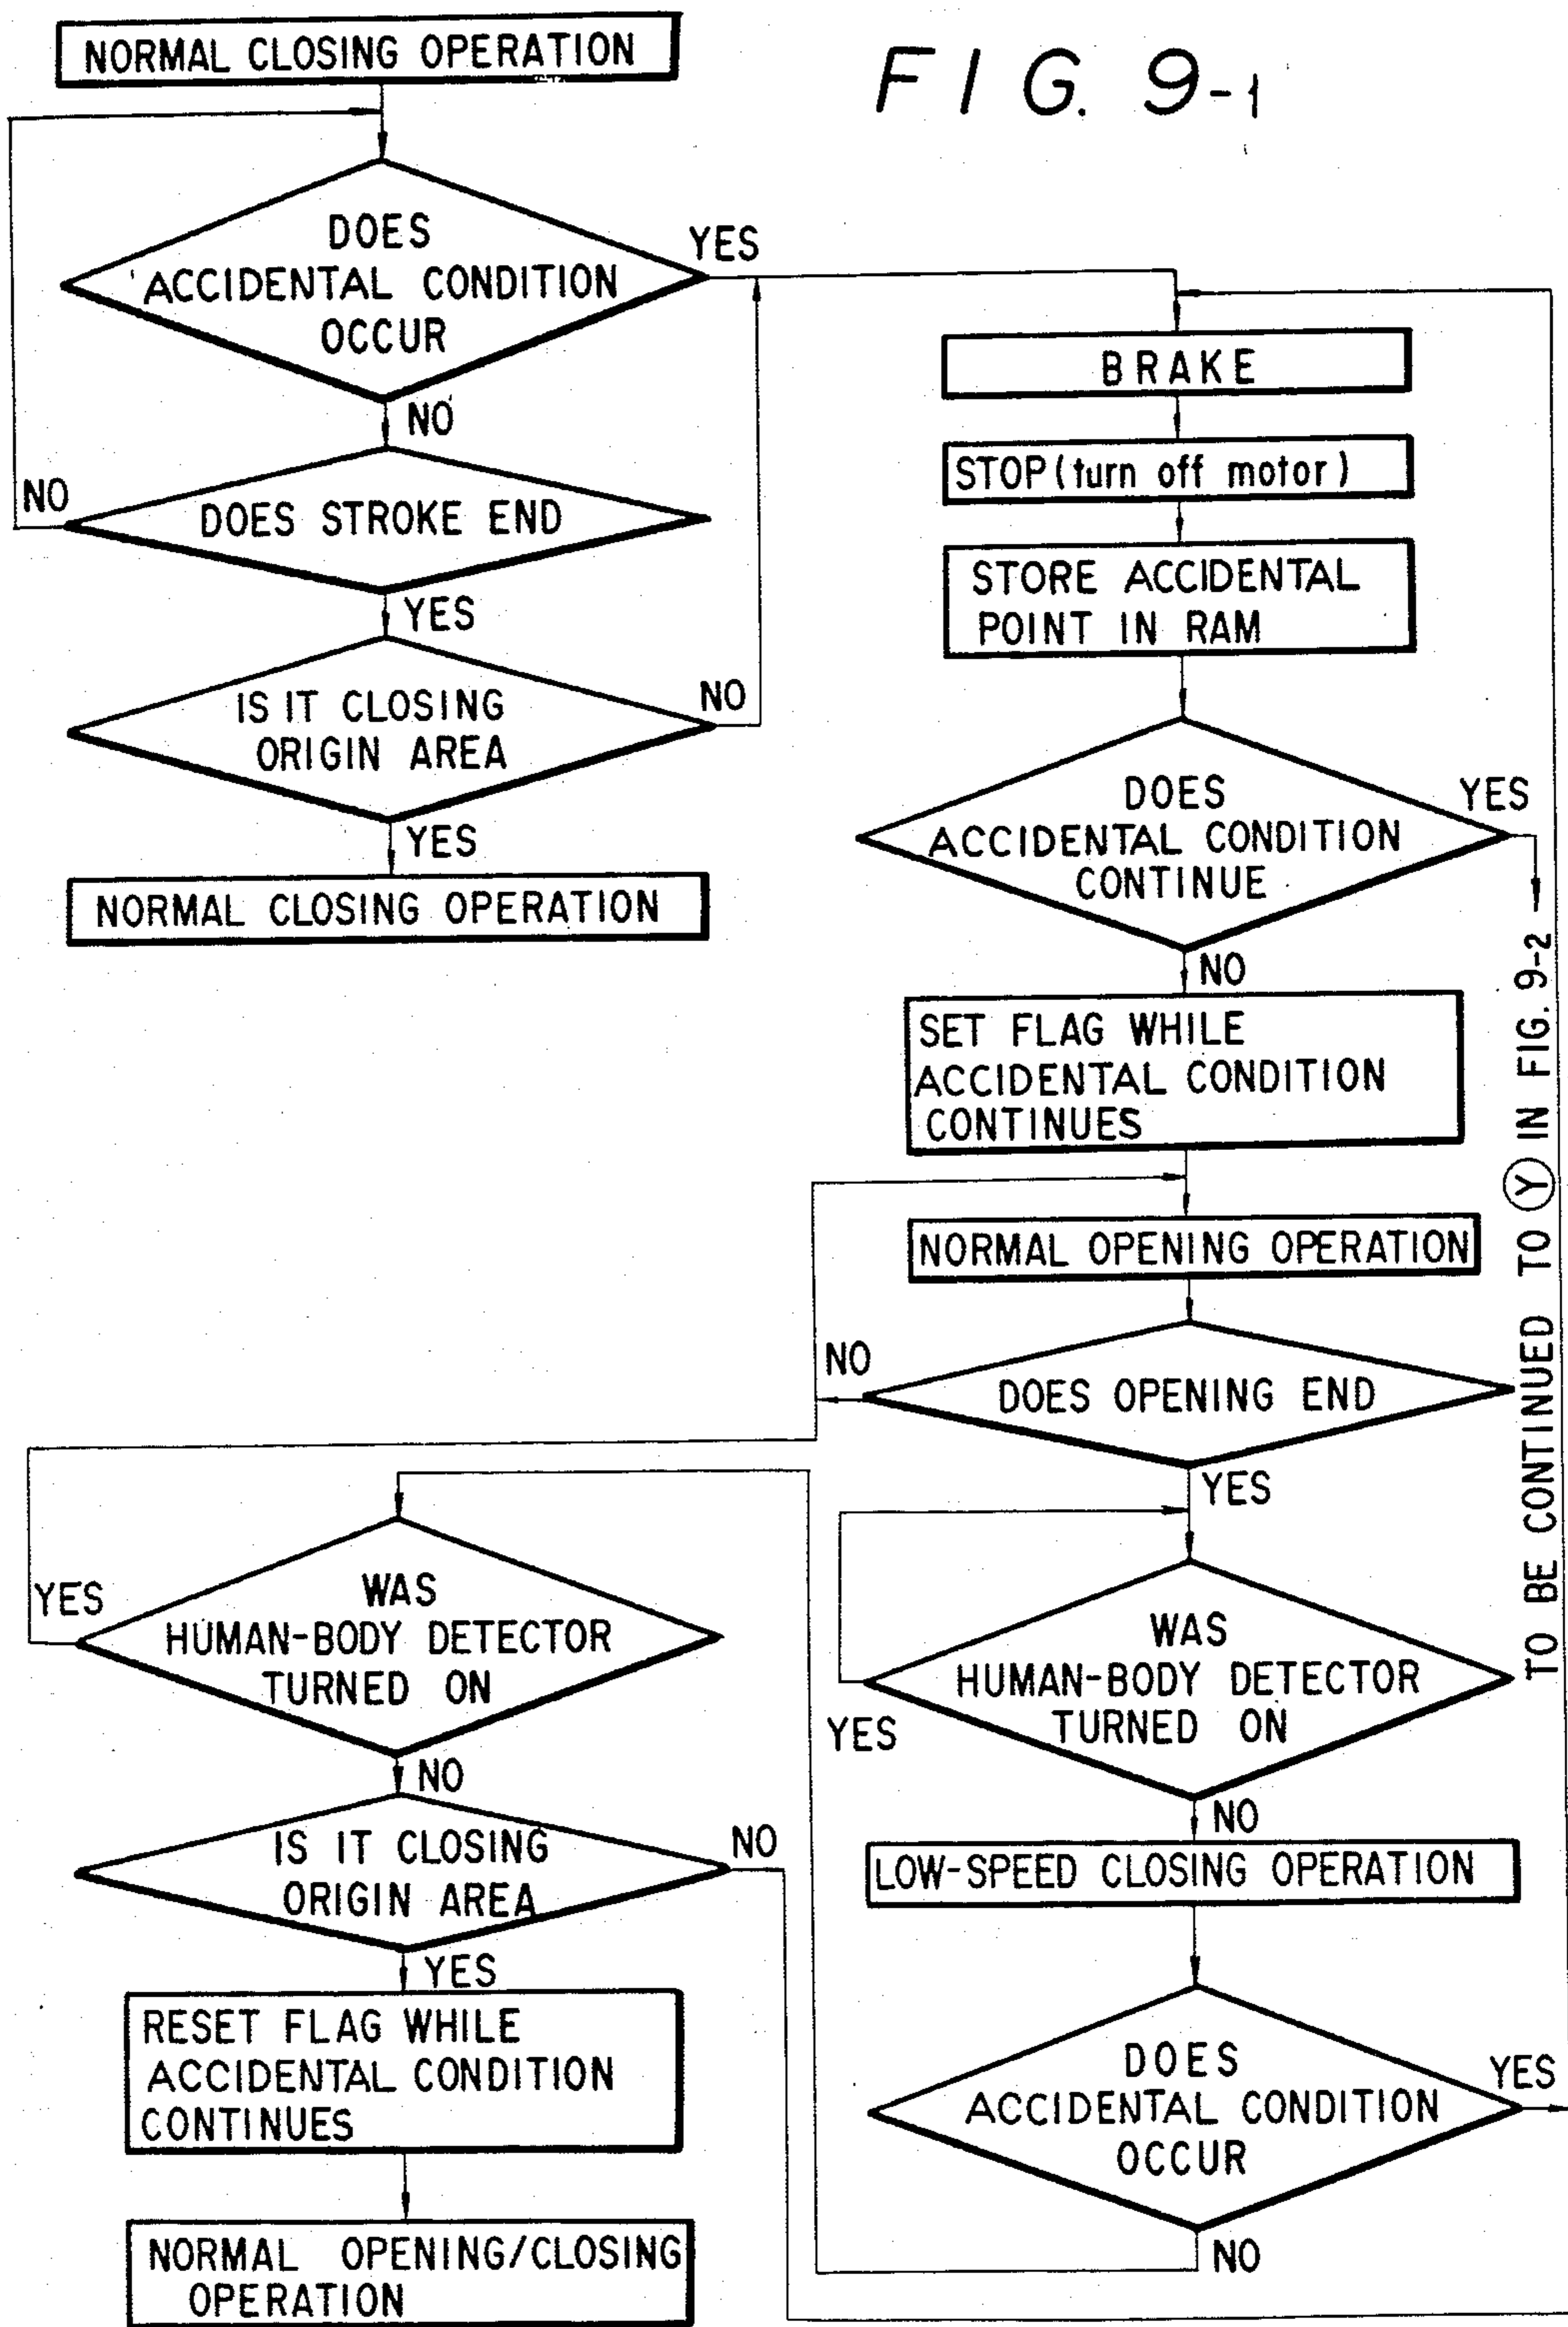 FIG. 9-1
NORMAL CLOSING OPERATION
DOES
ACCIDENTAL CONDITION
OCCUR
YES
NO
DOES STROKE END
NO
YES
IS IT CLOSING
ORIGIN AREA
NO
YES
NORMAL CLOSING OPERATION
BRAKE
STOP (turn off motor)
STORE ACCIDENTAL
POINT IN RAM
DOES
ACCIDENTAL CONDITION
CONTINUE
YES
TO BE CONTINUED TO Y IN FIG. 9-2
NO
SET FLAG WHILE
ACCIDENTAL CONDITION
CONTINUES
NORMAL OPENING OPERATION
DOES OPENING END
NO
YES
WAS
HUMAN-BODY DETECTOR
TURNED ON
YES
NO
LOW-SPEED CLOSING OPERATION
DOES
ACCIDENTAL CONDITION
OCCUR
YES
NO
WAS
HUMAN-BODY DETECTOR
TURNED ON
YES
NO
IS IT CLOSING
ORIGIN AREA
NO
YES
RESET FLAG WHILE
ACCIDENTAL CONDITION
CONTINUES
NORMAL OPENING/CLOSING
OPERATION